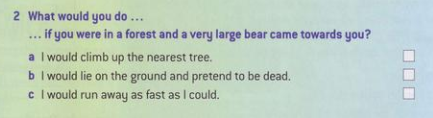 2 What would you do ...
... if you were in a forest and a very large bear came towards you?
a I would climb up the nearest tree.
b I would lie on the ground and pretend to be dead.
c I would run away as fast as I could.